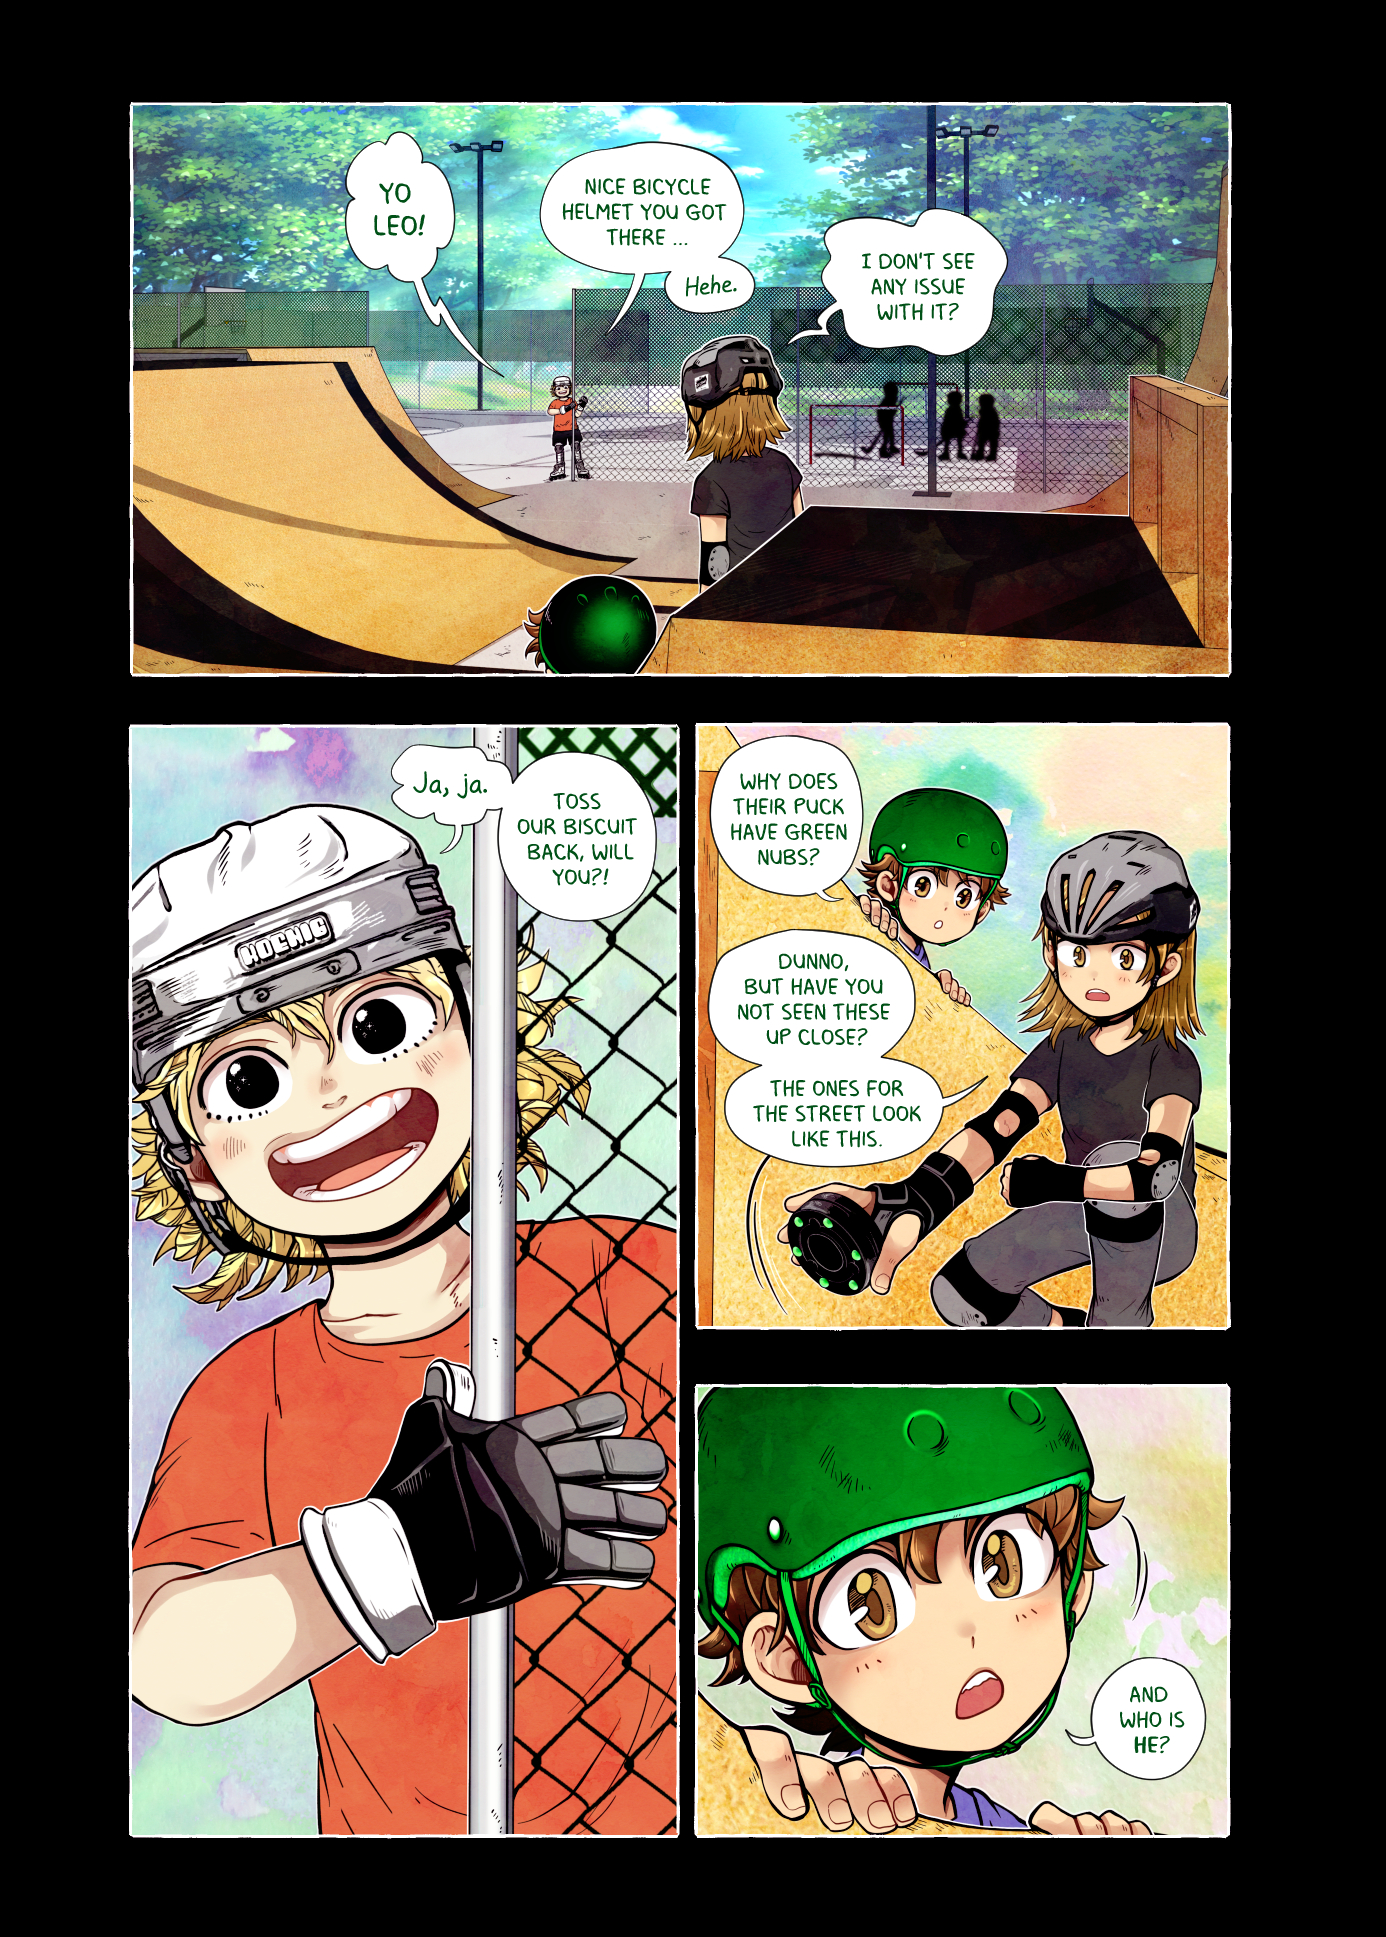 YO
LEO!
NICE BICYCLE
HELMET YOU GOT
THERE ...
Hehe.
I DON'T SEE
ANY ISSUE
WITH IT?
Ja, ja.
TOSS
OUR BISCUIT
BACK, WILL
YOU?!
HOCHIG
WHY DOES
THEIR PUCK
HAVE GREEN
NUBS?
DUNNO,
BUT HAVE YOU
NOT SEEN THESE
UP CLOSE?
THE ONES FOR
THE STREET LOOK
LIKE THIS.
AND
WHO IS
HE?